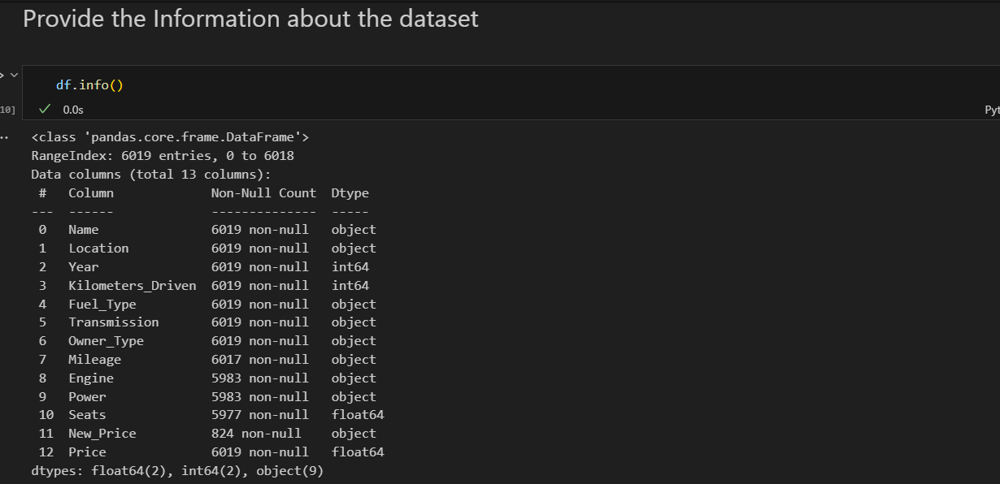 Provide the Information about the dataset
df.info()
10]
0.0s
Pyt
<class 'pandas.core.frame.DataFrame'>
RangeIndex: 6019 entries, 0 to 6018
Data columns (total 13 columns):
 #   Column             Non-Null Count  Dtype
---  ------             --------------  -----
 0   Name               6019 non-null   object
 1   Location           6019 non-null   object
 2   Year               6019 non-null   int64
 3   Kilometers_Driven  6019 non-null   int64
 4   Fuel_Type          6019 non-null   object
 5   Transmission       6019 non-null   object
 6   Owner_Type         6019 non-null   object
 7   Mileage            6017 non-null   object
 8   Engine             5983 non-null   object
 9   Power              5983 non-null   object
 10  Seats              5977 non-null   float64
 11  New_Price          824 non-null    object
 12  Price              6019 non-null   float64
dtypes: float64(2), int64(2), object(9)